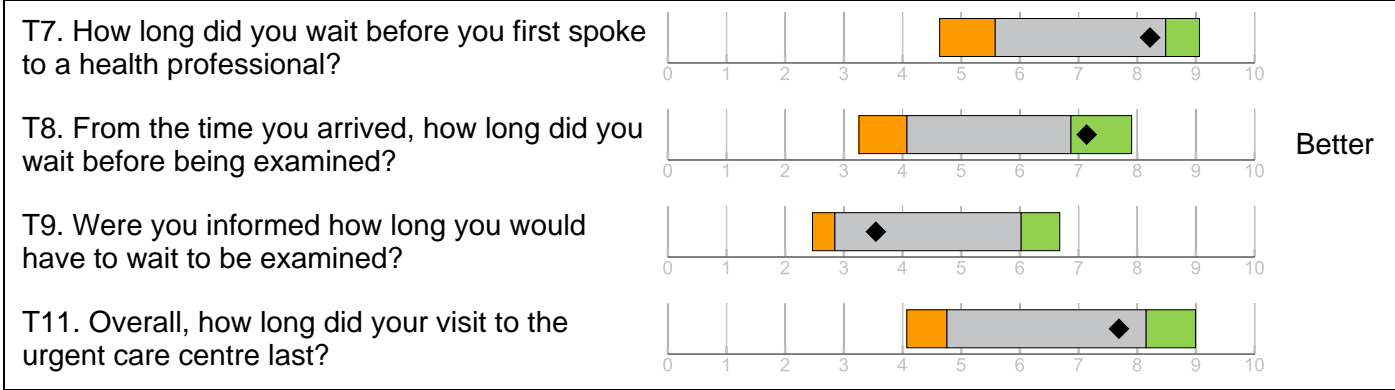 T7. How long did you wait before you first spoke
to a health professional?
0 1 2 3 4 5 6 7 8 9 10
T8. From the time you arrived, how long did you
wait before being examined?
0 1 2 3 4 5 6 7 8 9 10
Better
T9. Were you informed how long you would
have to wait to be examined?
0 1 2 3 4 5 6 7 8 9 10
T11. Overall, how long did your visit to the
urgent care centre last?
0 1 2 3 4 5 6 7 8 9 10